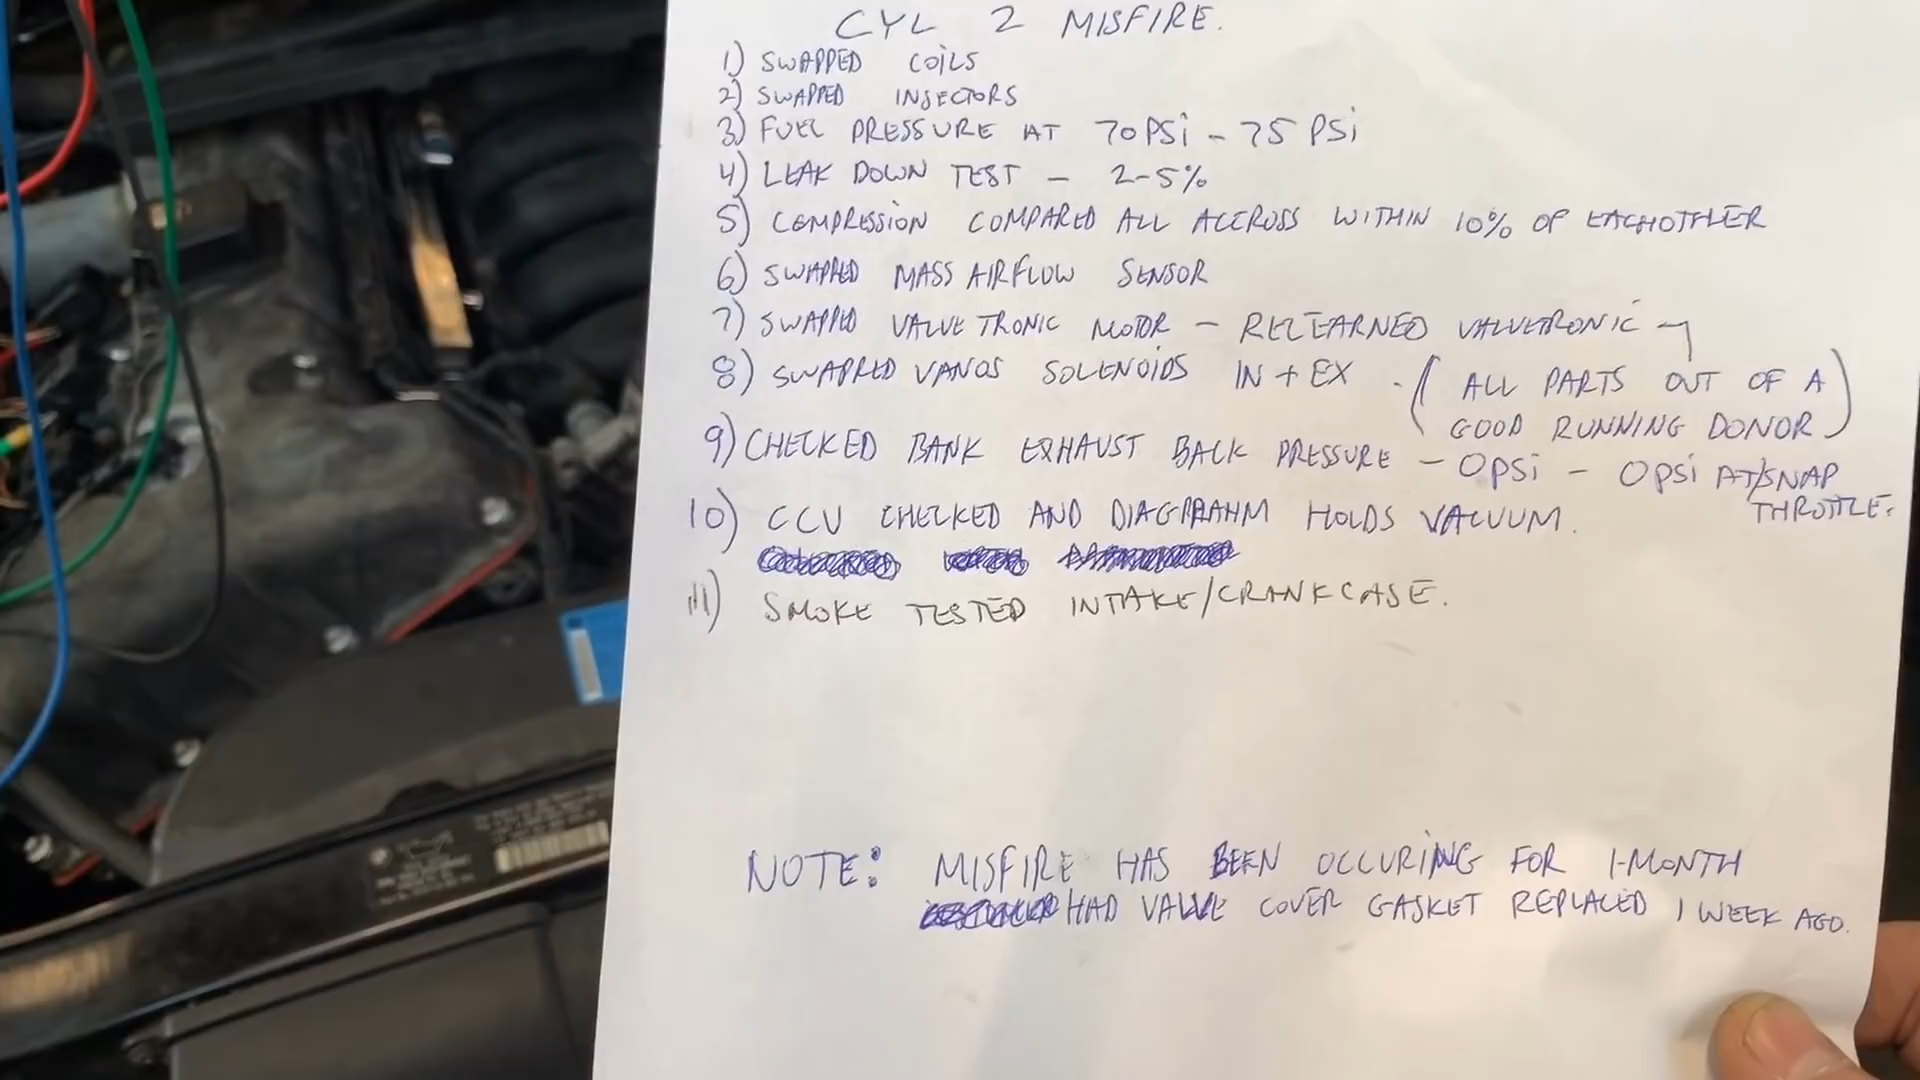 CYL 2 MISFIRE.
1) SWAPPED COILS
2) SWAPPED INJECTORS
3) FUEL PRESSURE AT 70PSi - 75 PSi
4) LEAK DOWN TEST - 2-5%
5) COMPRESSION COMPARED ALL ACCROSS WITHIN 10% OF EACHOTHER
6) SWAPPED MASS AIRFLOW SENSOR
7) SWAPPED VALVETRONIC MOTOR - RELEARNED VALVETRONIC
8) SWAPPED VANOS SOLENOIDS IN + EX . (ALL PARTS OUT OF A
GOOD RUNNING DONOR)
9) CHECKED BANK EXHAUST BACK PRESSURE - 0psi - 0psi AT/SNAP
THROTTLE.
10) CCV CHECKED AND DIAGPRAHM HOLDS VACUUM.
11) SMOKE TESTED INTAKE/CRANKCASE.
NOTE: MISFIRE HAS BEEN OCCURING FOR 1-MONTH
HAD VALVE COVER GASKET REPLACED 1 WEEK AGO.